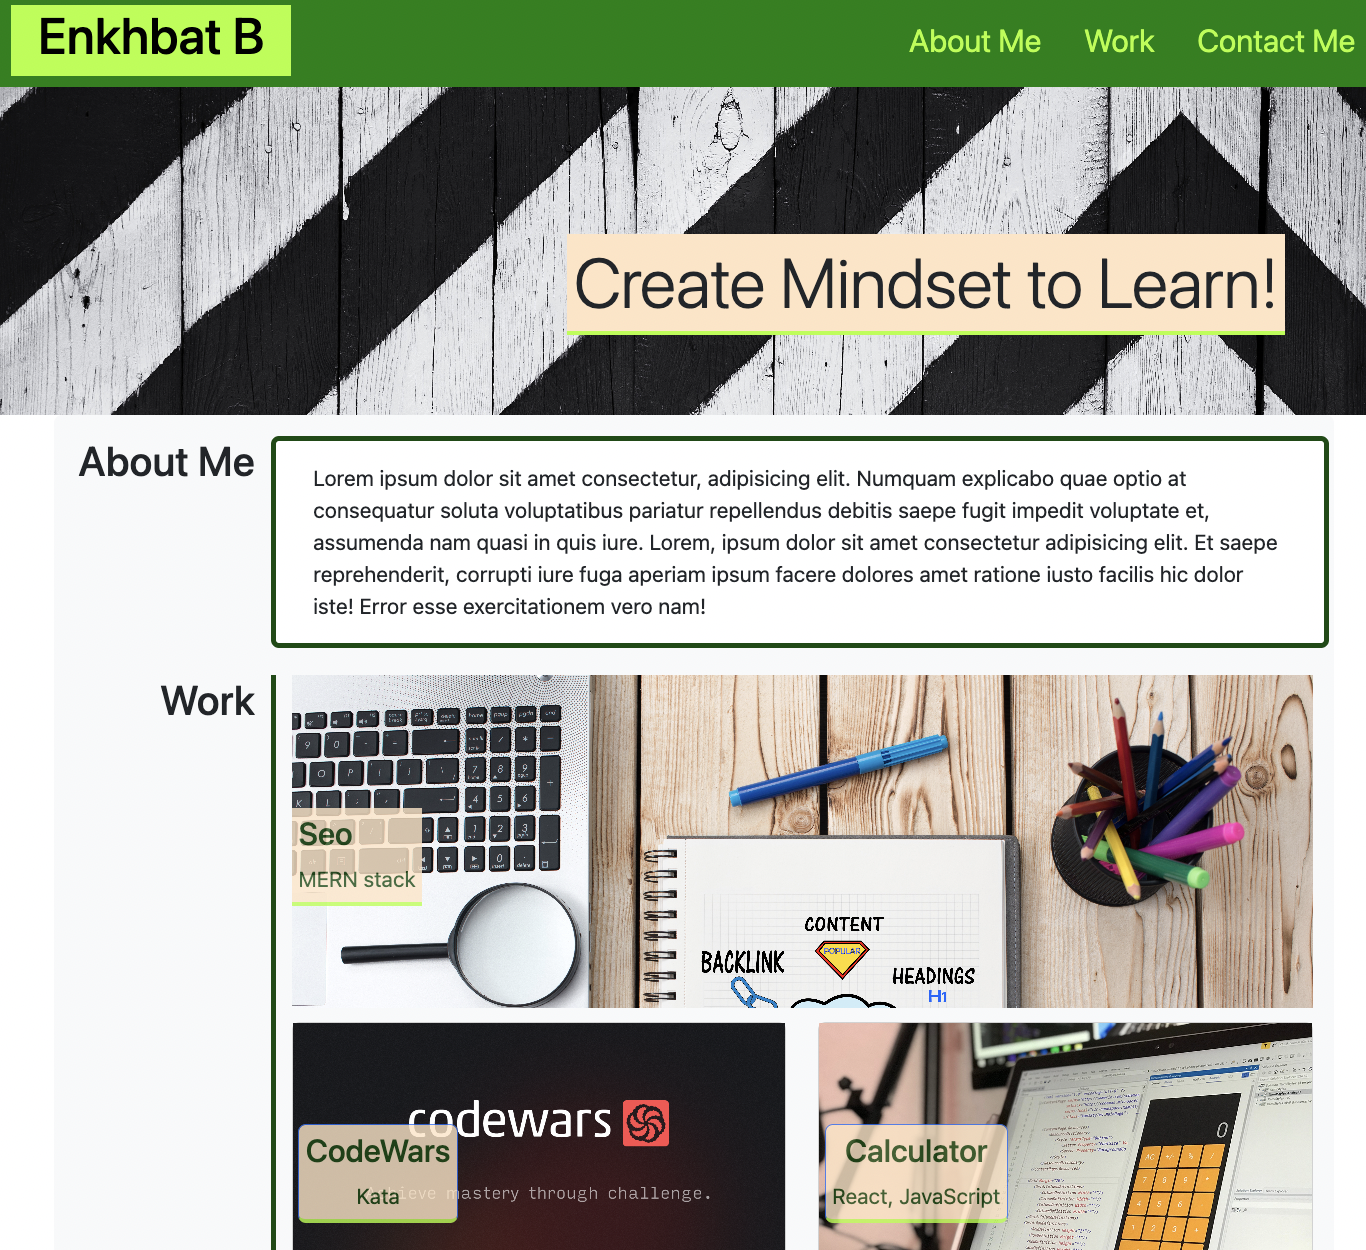 Enkhbat B
About Me Work Contact Me
Create Mindset to Learn!
About Me
Lorem ipsum dolor sit amet consectetur, adipisicing elit. Numquam explicabo quae optio at
consequatur soluta voluptatibus pariatur repellendus debitis saepe fugit impedit voluptate et,
assumenda nam quasi in quis iure. Lorem, ipsum dolor sit amet consectetur adipisicing elit. Et saepe
reprehenderit, corrupti iure fuga aperiam ipsum facere dolores amet ratione iusto facilis hic dolor
iste! Error esse exercitationem vero nam!
Work
Seo
MERN stack
CONTENT
POPULAR
BACKLINK
HEADINGS
H1
codewars
CodeWars
Kata
mastery through challenge.
Calculator
React, JavaScript
0